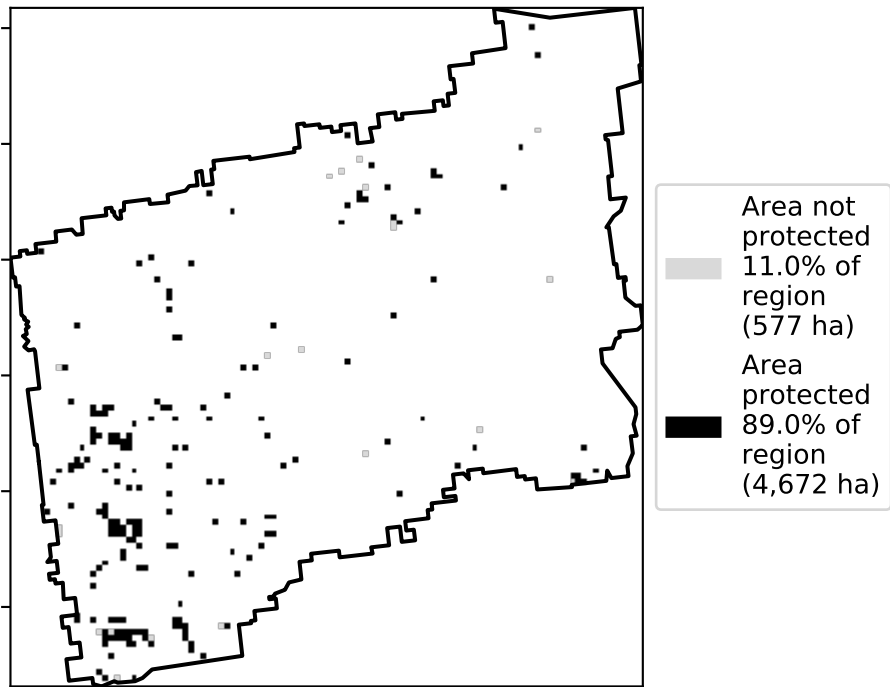 Area not
protected
11.0% of
region
(577 ha)
Area
protected
89.0% of
region
(4,672 ha)